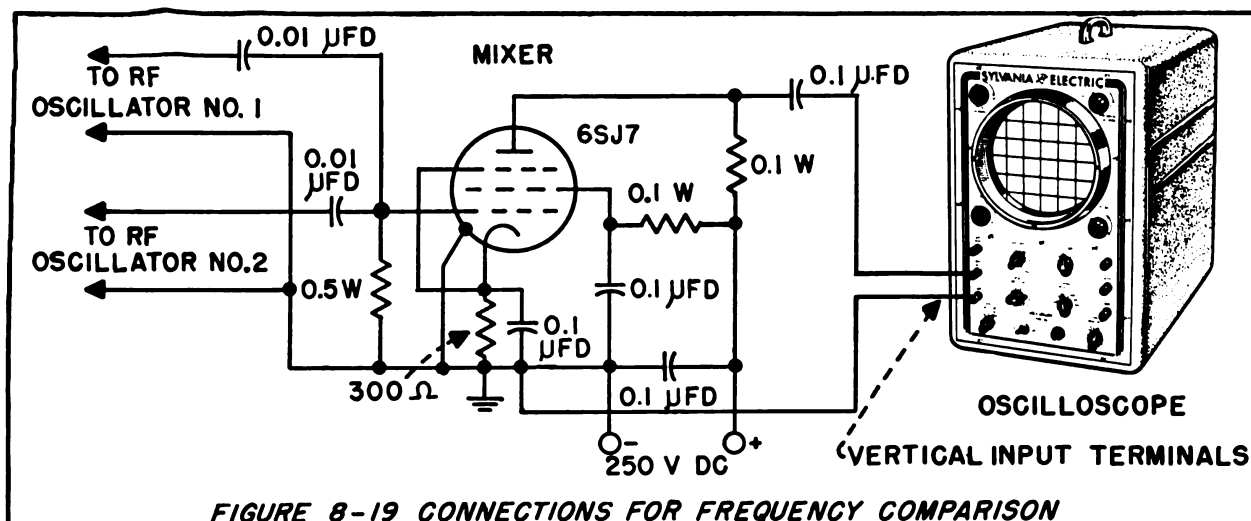 0.01 µFD
MIXER
TO RF
OSCILLATOR NO. 1
0.1 µFD
SYLVANIA ELECTRIC
6SJ7
0.01
µFD
0.1 W
0.1 W
TO RF
OSCILLATOR NO.2
0.5W
0.1 µFD
0.1
µFD
300 Ω
0.1 µFD
OSCILLOSCOPE
- +
250 V DC
VERTICAL INPUT TERMINALS
FIGURE 8-19 CONNECTIONS FOR FREQUENCY COMPARISON